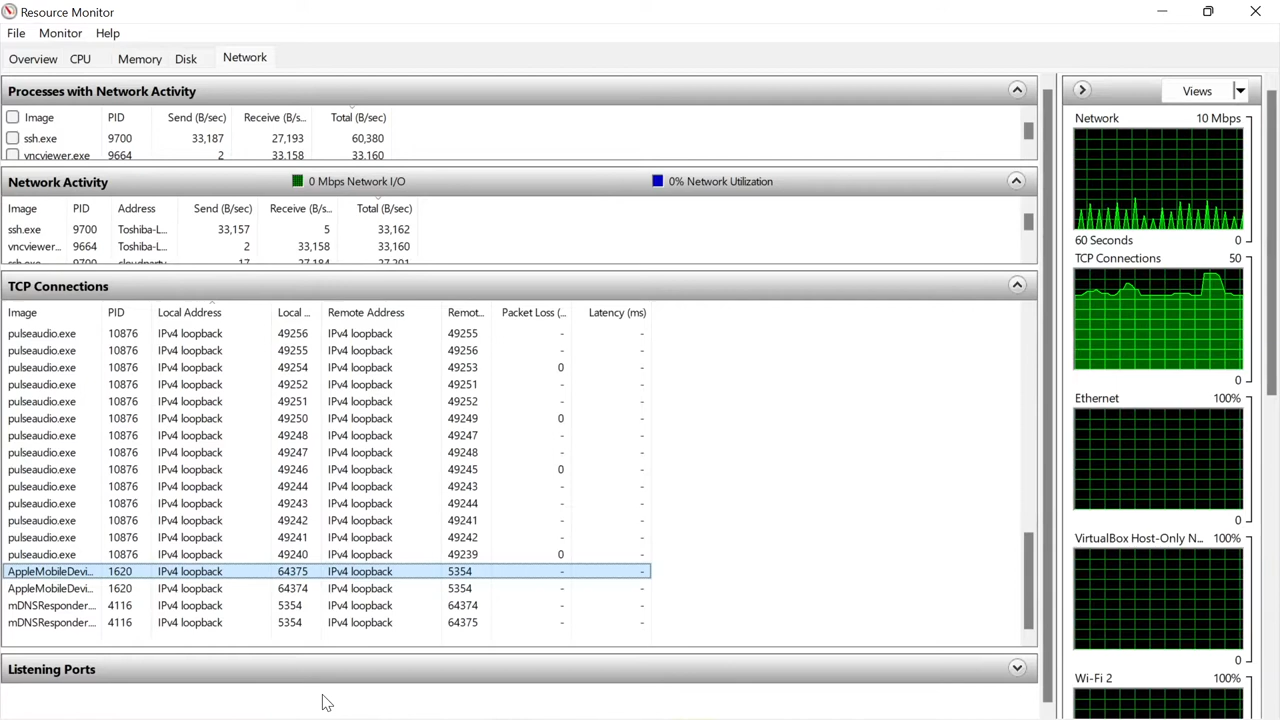 Resource Monitor
File Monitor Help
Overview CPU Memory Disk Network
Processes with Network Activity
Image PID Send (B/sec) Receive (B/s... Total (B/sec)
ssh.exe 9700 33,187 27,193 60,380
vncviewer.exe 9664 2 33,158 33,160
Network Activity 0 Mbps Network I/O 0% Network Utilization
Image PID Address Send (B/sec) Receive (B/s... Total (B/sec)
ssh.exe 9700 Toshiba-L... 33,157 5 33,162
vncviewer... 9664 Toshiba-L... 2 33,158 33,160
ssh.exe 9700 cloudparty 17 27,184 27,201
TCP Connections
Image PID Local Address Local ... Remote Address Remot... Packet Loss (... Latency (ms)
pulseaudio.exe 10876 IPv4 loopback 49256 IPv4 loopback 49255 - -
pulseaudio.exe 10876 IPv4 loopback 49255 IPv4 loopback 49256 - -
pulseaudio.exe 10876 IPv4 loopback 49254 IPv4 loopback 49253 0 -
pulseaudio.exe 10876 IPv4 loopback 49252 IPv4 loopback 49251 - -
pulseaudio.exe 10876 IPv4 loopback 49251 IPv4 loopback 49252 - -
pulseaudio.exe 10876 IPv4 loopback 49250 IPv4 loopback 49249 0 -
pulseaudio.exe 10876 IPv4 loopback 49248 IPv4 loopback 49247 - -
pulseaudio.exe 10876 IPv4 loopback 49247 IPv4 loopback 49248 - -
pulseaudio.exe 10876 IPv4 loopback 49246 IPv4 loopback 49245 0 -
pulseaudio.exe 10876 IPv4 loopback 49244 IPv4 loopback 49243 - -
pulseaudio.exe 10876 IPv4 loopback 49243 IPv4 loopback 49244 - -
pulseaudio.exe 10876 IPv4 loopback 49242 IPv4 loopback 49241 - -
pulseaudio.exe 10876 IPv4 loopback 49241 IPv4 loopback 49242 - -
pulseaudio.exe 10876 IPv4 loopback 49240 IPv4 loopback 49239 0 -
AppleMobileDevi... 1620 IPv4 loopback 64375 IPv4 loopback 5354 - -
AppleMobileDevi... 1620 IPv4 loopback 64374 IPv4 loopback 5354 - -
mDNSResponder.... 4116 IPv4 loopback 5354 IPv4 loopback 64374 - -
mDNSResponder.... 4116 IPv4 loopback 5354 IPv4 loopback 64375 - -
Listening Ports
Views
Network 10 Mbps
60 Seconds 0
TCP Connections 50
0
Ethernet 100%
0
VirtualBox Host-Only N... 100%
0
Wi-Fi 2 100%